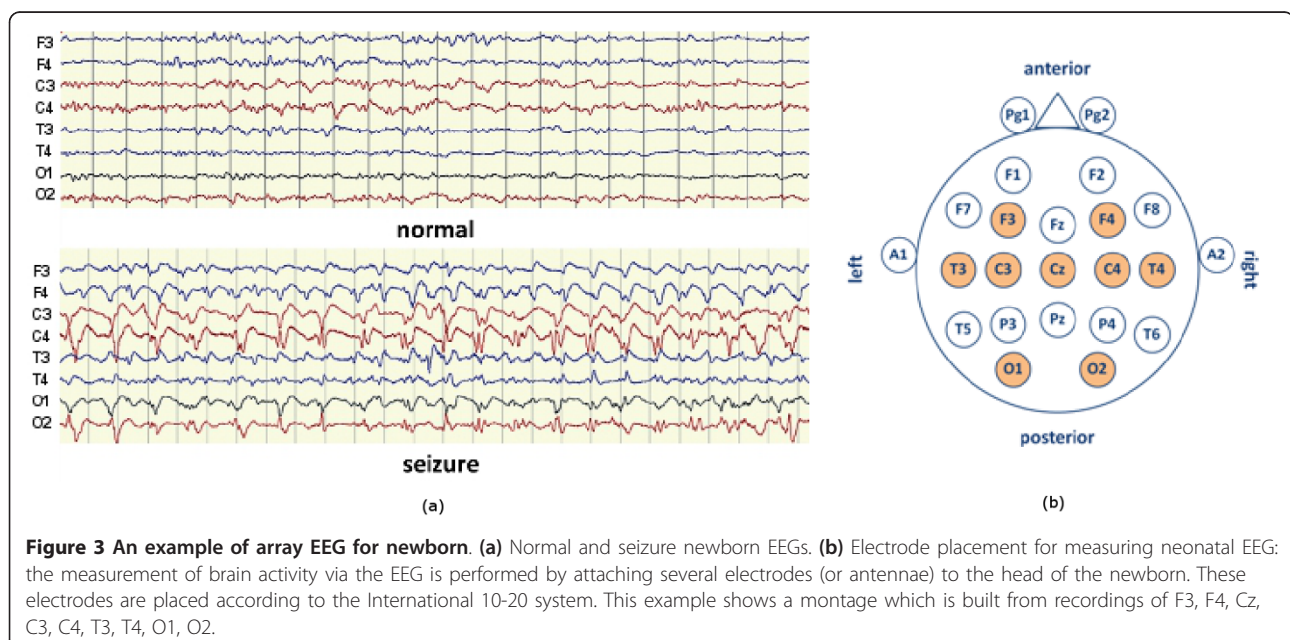 F3
F4
C3
C4
T3
T4
O1
O2
normal
F3
F4
C3
C4
T3
T4
O1
O2
seizure
(a)
anterior
Pg1 Pg2
F1 F2
F7 F3 Fz F4 F8
A1 A2
left right
T3 C3 Cz C4 T4
T5 P3 Pz P4 T6
O1 O2
posterior
(b)
Figure 3 An example of array EEG for newborn. (a) Normal and seizure newborn EEGs. (b) Electrode placement for measuring neonatal EEG:
the measurement of brain activity via the EEG is performed by attaching several electrodes (or antennae) to the head of the newborn. These
electrodes are placed according to the International 10-20 system. This example shows a montage which is built from recordings of F3, F4, Cz,
C3, C4, T3, T4, O1, O2.